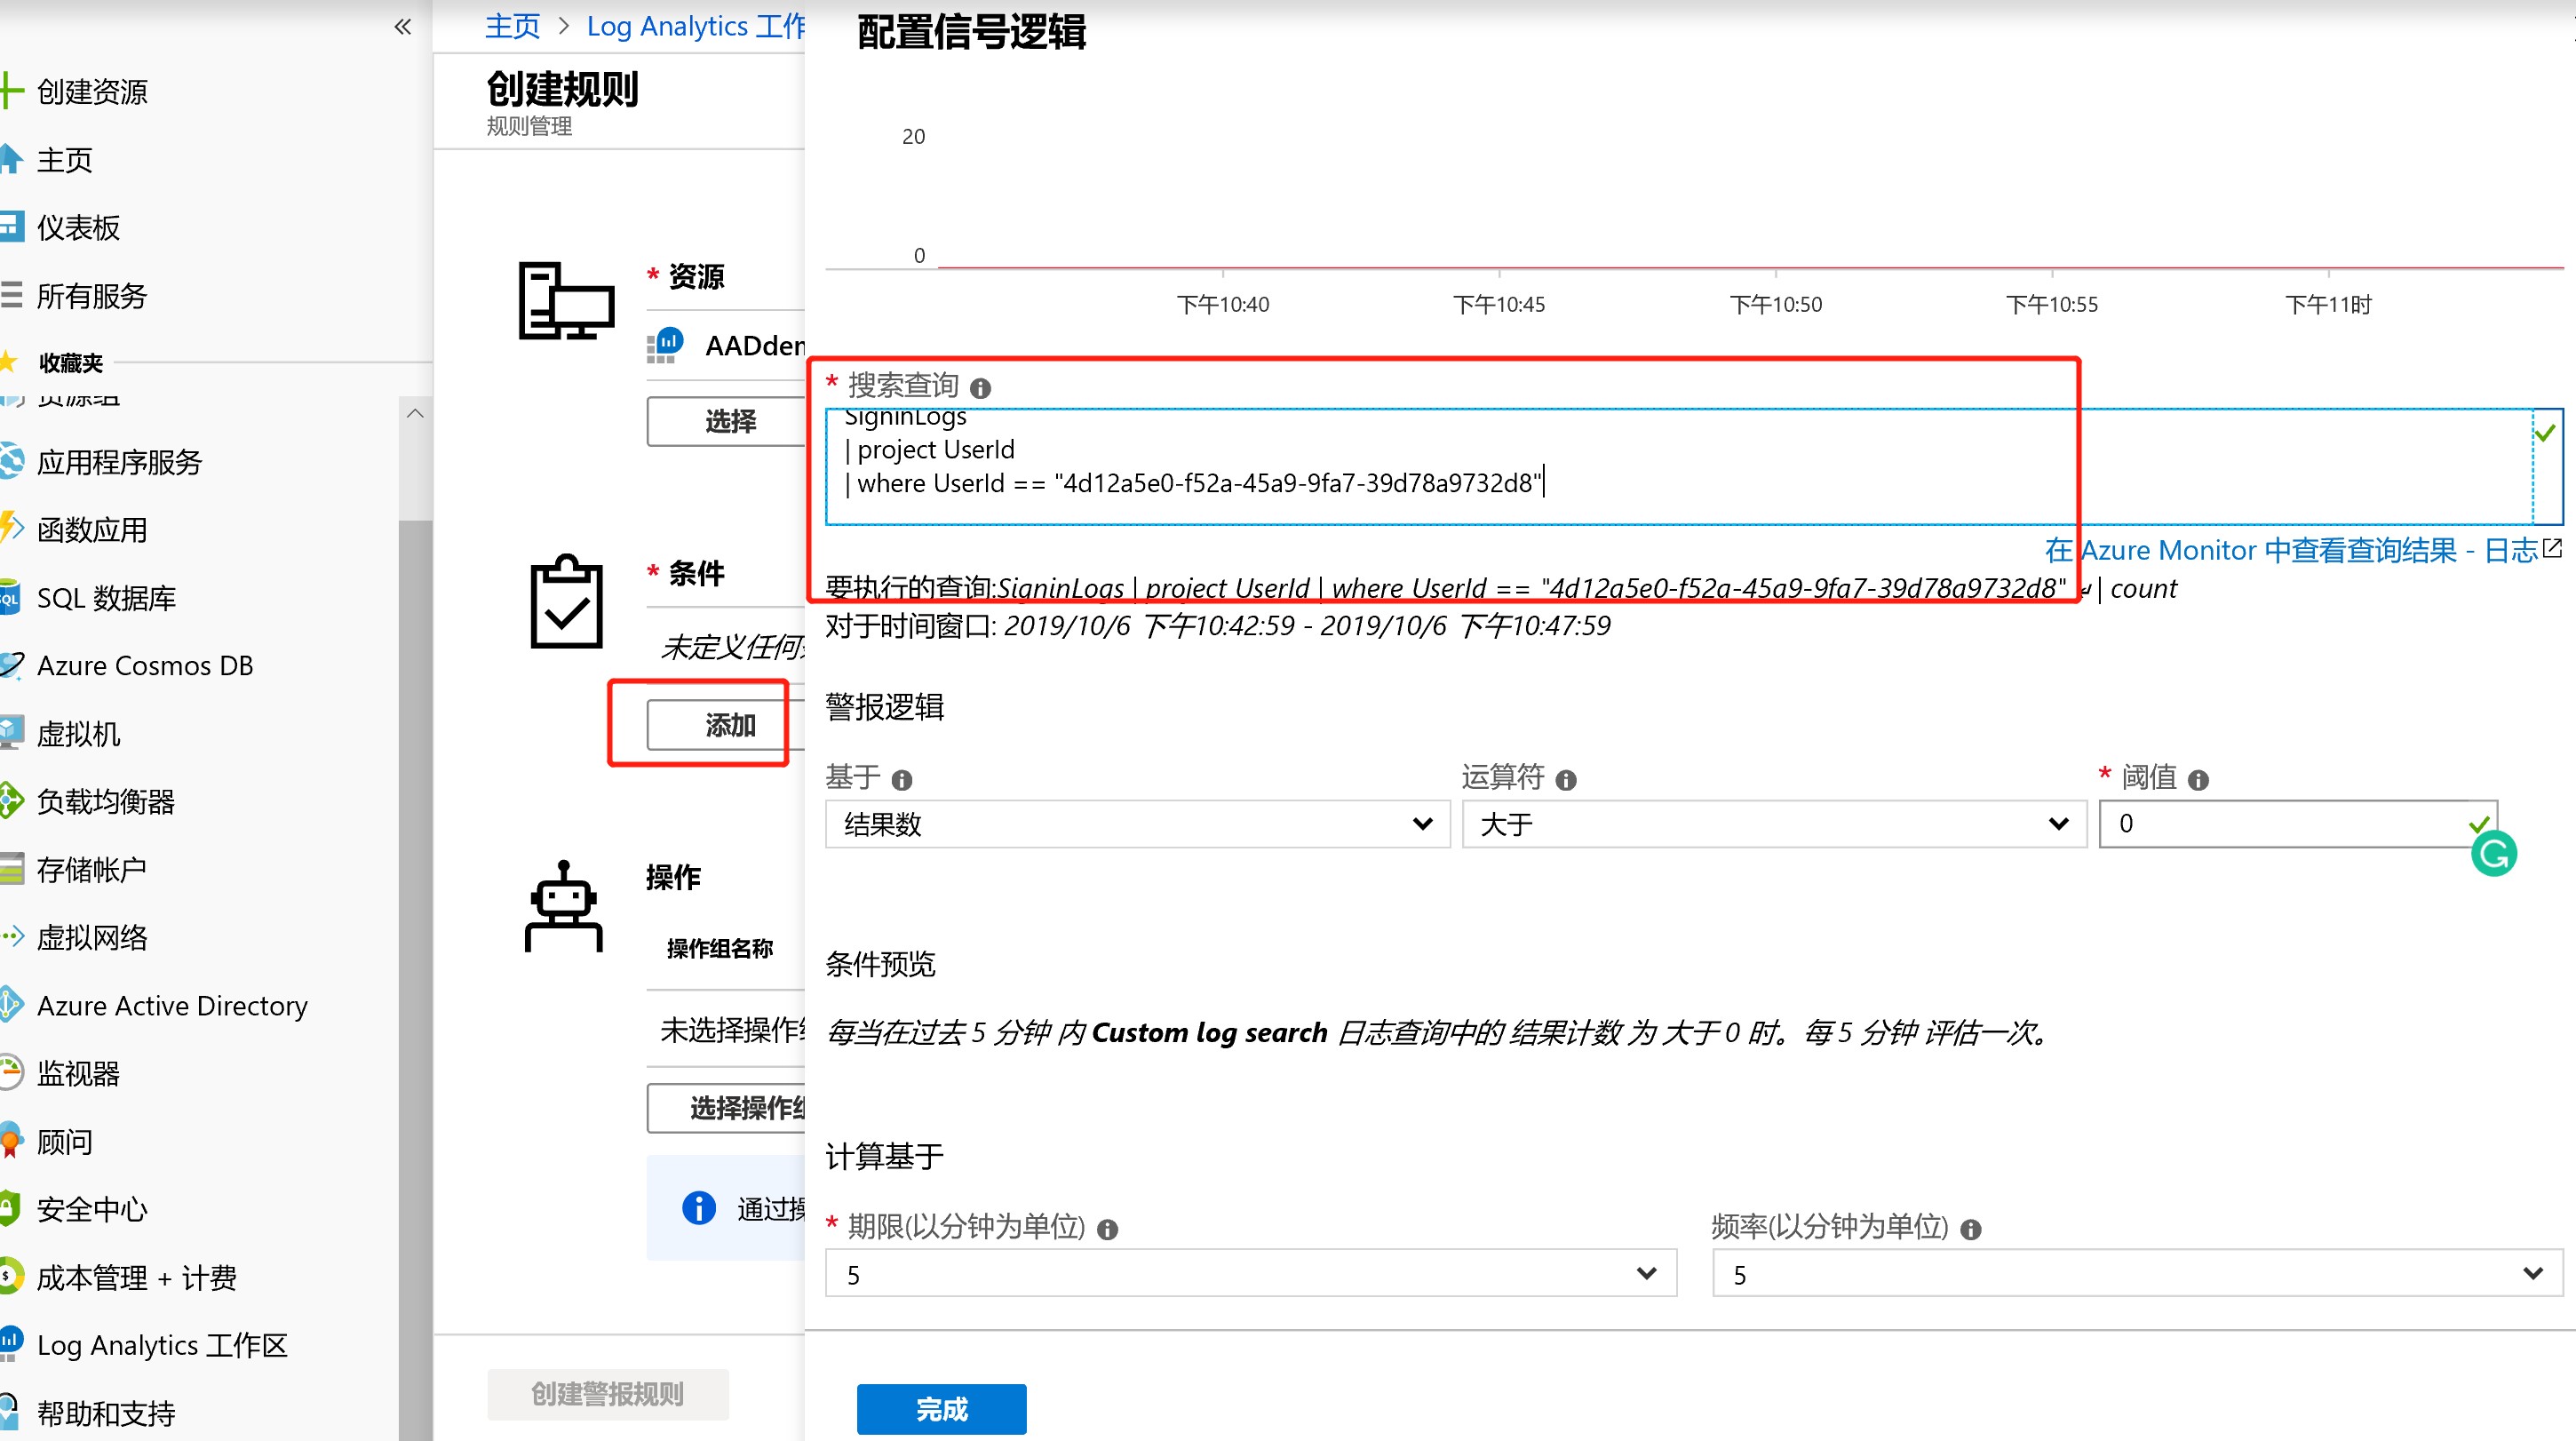 创建资源
主页
仪表板
所有服务
收藏夹
资源组
应用程序服务
函数应用
SQL 数据库
Azure Cosmos DB
虚拟机
负载均衡器
存储帐户
虚拟网络
Azure Active Directory
监视器
顾问
安全中心
成本管理 + 计费
Log Analytics 工作区
帮助和支持
主页 > Log Analytics 工作
创建规则
规则管理
* 资源
AADdem
选择
* 条件
未定义任何
添加
操作
操作组名称
未选择操作组
选择操作组
通过操
创建警报规则
配置信号逻辑
20
0
下午10:40 下午10:45 下午10:50 下午10:55 下午11时
* 搜索查询
SigninLogs
| project UserId
| where UserId == "4d12a5e0-f52a-45a9-9fa7-39d78a9732d8"
在 Azure Monitor 中查看查询结果 - 日志
要执行的查询:SigninLogs | project UserId | where UserId == "4d12a5e0-f52a-45a9-9fa7-39d78a9732d8" ↵ | count
对于时间窗口: 2019/10/6 下午10:42:59 - 2019/10/6 下午10:47:59
警报逻辑
基于 运算符 * 阈值
结果数 大于 0
条件预览
每当在过去 5 分钟 内 Custom log search 日志查询中的 结果计数 为 大于 0 时。每 5 分钟 评估一次。
计算基于
* 期限(以分钟为单位) 频率(以分钟为单位)
5 5
完成